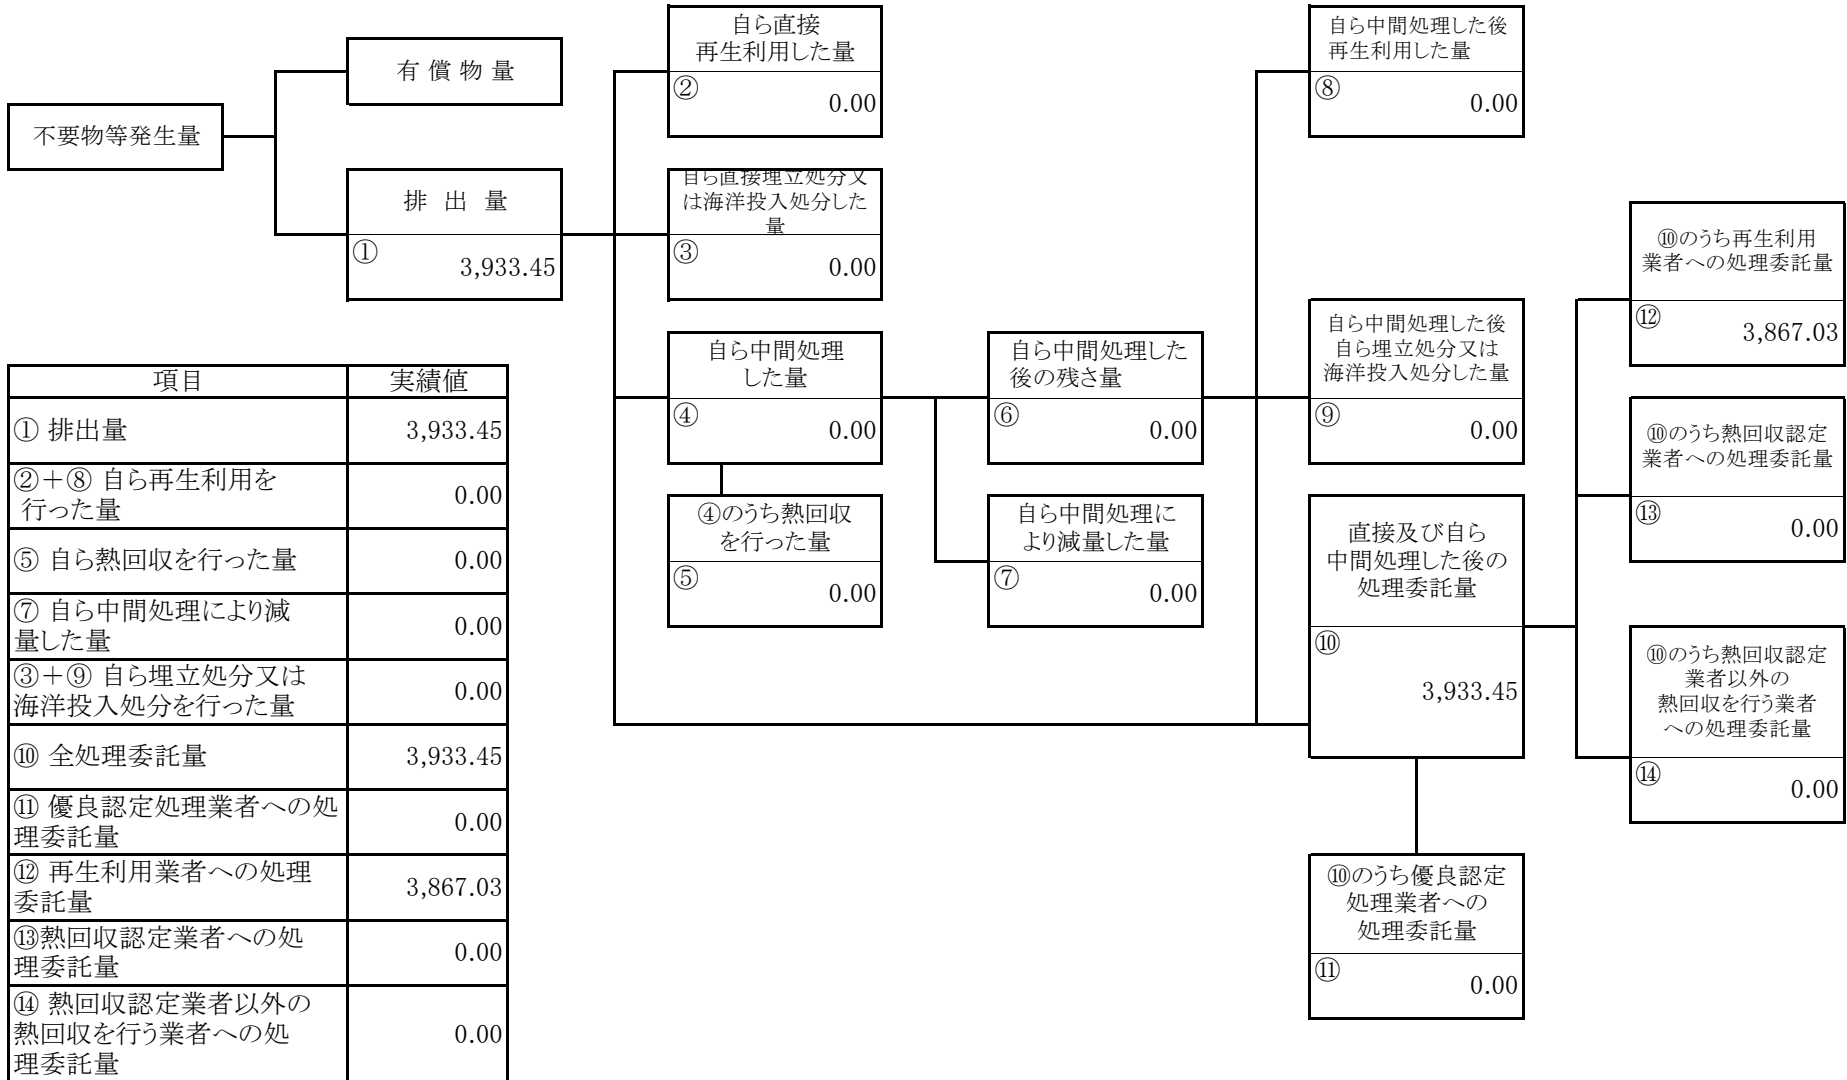 不要物等発生量
有 償 物 量
排 出 量
①
3,933.45
自ら直接
再生利用した量
②
0.00
自ら直接埋立処分又
は海洋投入処分した
量
③
0.00
自ら中間処理
した量
④
0.00
④のうち熱回収
を行った量
⑤
0.00
自ら中間処理した
後の残さ量
⑥
0.00
自ら中間処理に
より減量した量
⑦
0.00
自ら中間処理した後
再生利用した量
⑧
0.00
自ら中間処理した後
自ら埋立処分又は
海洋投入処分した量
⑨
0.00
直接及び自ら
中間処理した後の
処理委託量
⑩
3,933.45
⑩のうち優良認定
処理業者への
処理委託量
⑪
0.00
⑩のうち再生利用
業者への処理委託量
⑫
3,867.03
⑩のうち熱回収認定
業者への処理委託量
⑬
0.00
⑩のうち熱回収認定
業者以外の
熱回収を行う業者
への処理委託量
⑭
0.00
項目 実績値
① 排出量 3,933.45
②＋⑧ 自ら再生利用を
行った量 0.00
⑤ 自ら熱回収を行った量 0.00
⑦ 自ら中間処理により減
量した量 0.00
③＋⑨ 自ら埋立処分又は
海洋投入処分を行った量 0.00
⑩ 全処理委託量 3,933.45
⑪ 優良認定処理業者への処
理委託量 0.00
⑫ 再生利用業者への処理
委託量 3,867.03
⑬熱回収認定業者への処
理委託量 0.00
⑭ 熱回収認定業者以外の
熱回収を行う業者への処
理委託量 0.00